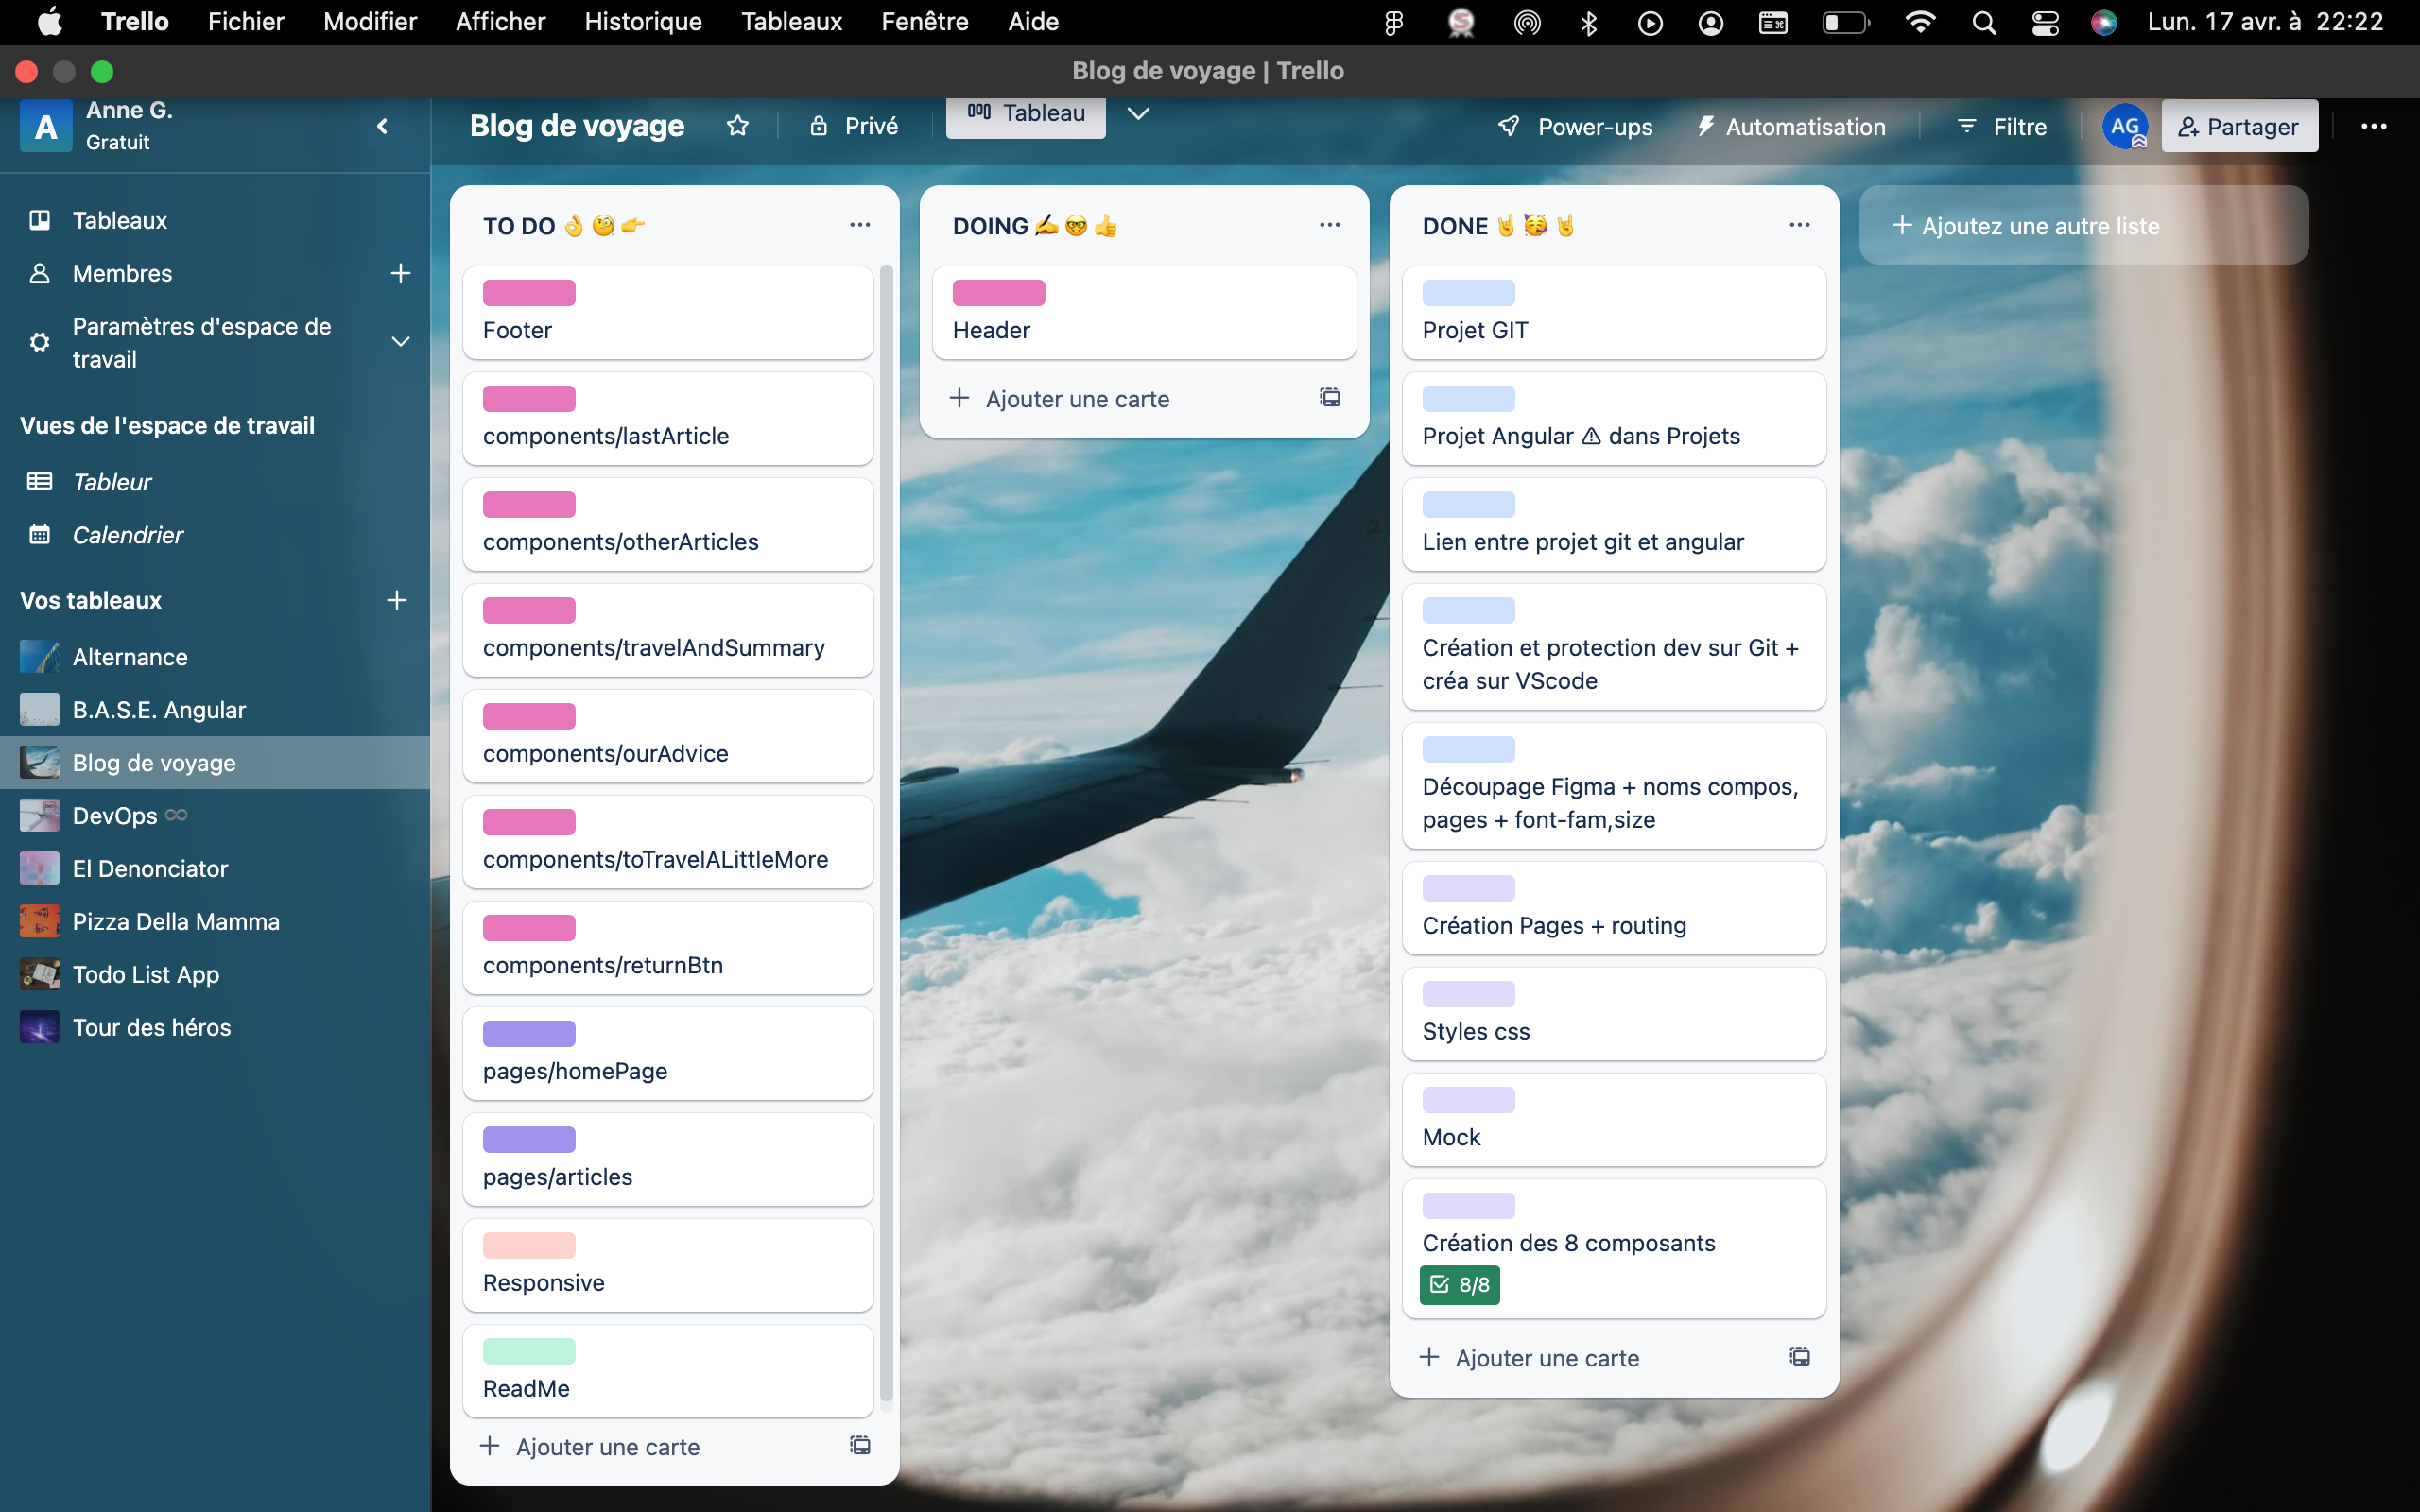 Trello Fichier Modifier Afficher Historique Tableaux Fenêtre Aide Lun. 17 avr. à 22:22
Blog de voyage | Trello
A Anne G.
Gratuit
Blog de voyage Privé Tableau Power-ups Automatisation Filtre AG Partager
Tableaux
Membres
Paramètres d'espace de
travail
Vues de l'espace de travail
Tableur
Calendrier
Vos tableaux
Alternance
B.A.S.E. Angular
Blog de voyage
DevOps ∞
El Denonciator
Pizza Della Mamma
Todo List App
Tour des héros
TO DO 👌 🧐 👉
Footer
components/lastArticle
components/otherArticles
components/travelAndSummary
components/ourAdvice
components/toTravelALittleMore
components/returnBtn
pages/homePage
pages/articles
Responsive
ReadMe
+ Ajouter une carte
DOING ✍️ 🤓 👍
Header
+ Ajouter une carte
DONE 🤘 🥳 🤘
Projet GIT
Projet Angular ⚠ dans Projets
Lien entre projet git et angular
Création et protection dev sur Git +
créa sur VScode
Découpage Figma + noms compos,
pages + font-fam,size
Création Pages + routing
Styles css
Mock
Création des 8 composants
8/8
+ Ajouter une carte
+ Ajoutez une autre liste